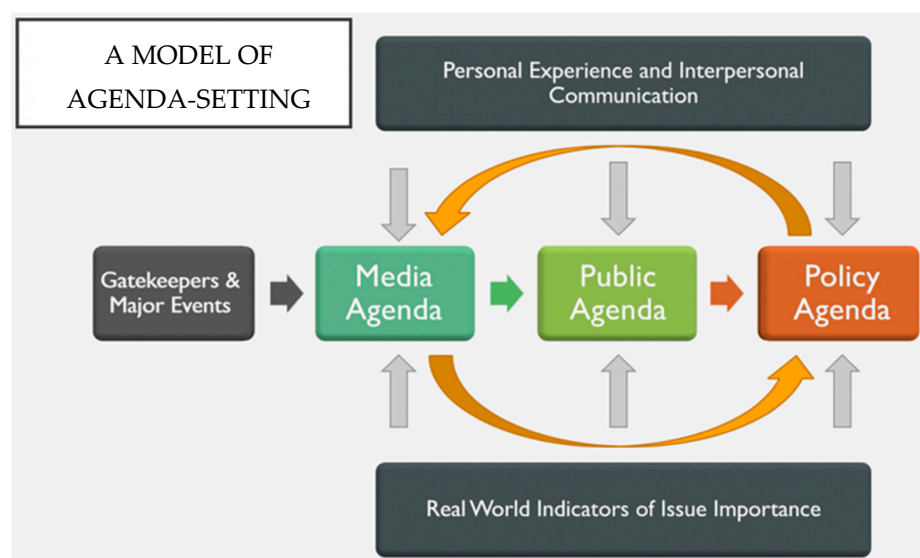 A MODEL OF
AGENDA-SETTING
Personal Experience and Interpersonal
Communication
Gatekeepers &
Major Events
Media
Agenda
Public
Agenda
Policy
Agenda
Real World Indicators of Issue Importance